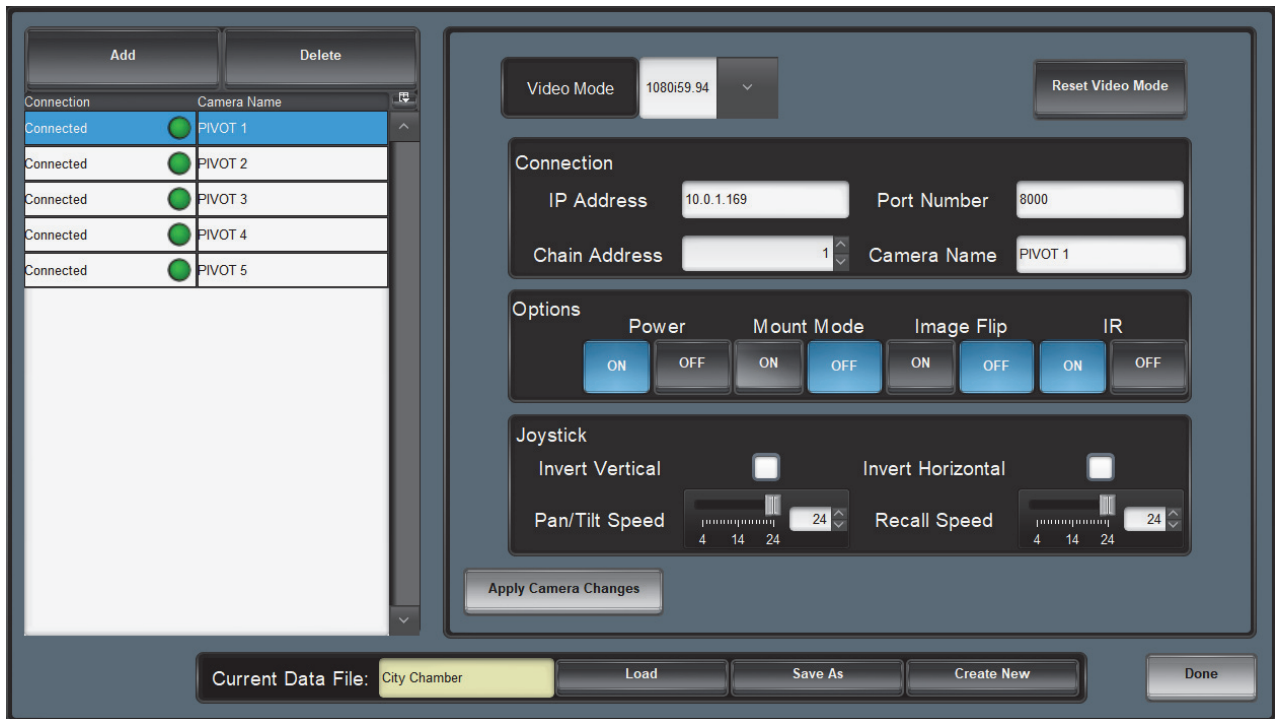 Add Delete
Connection Camera Name
Connected PIVOT 1
Connected PIVOT 2
Connected PIVOT 3
Connected PIVOT 4
Connected PIVOT 5
Video Mode 1080i59.94 Reset Video Mode
Connection
IP Address 10.0.1.169 Port Number 8000
Chain Address 1 Camera Name PIVOT 1
Options
Power Mount Mode Image Flip IR
ON OFF ON OFF ON OFF ON OFF
Joystick
Invert Vertical Invert Horizontal
Pan/Tilt Speed 24 Recall Speed 24
4 14 24 4 14 24
Apply Camera Changes
Current Data File: City Chamber Load Save As Create New Done